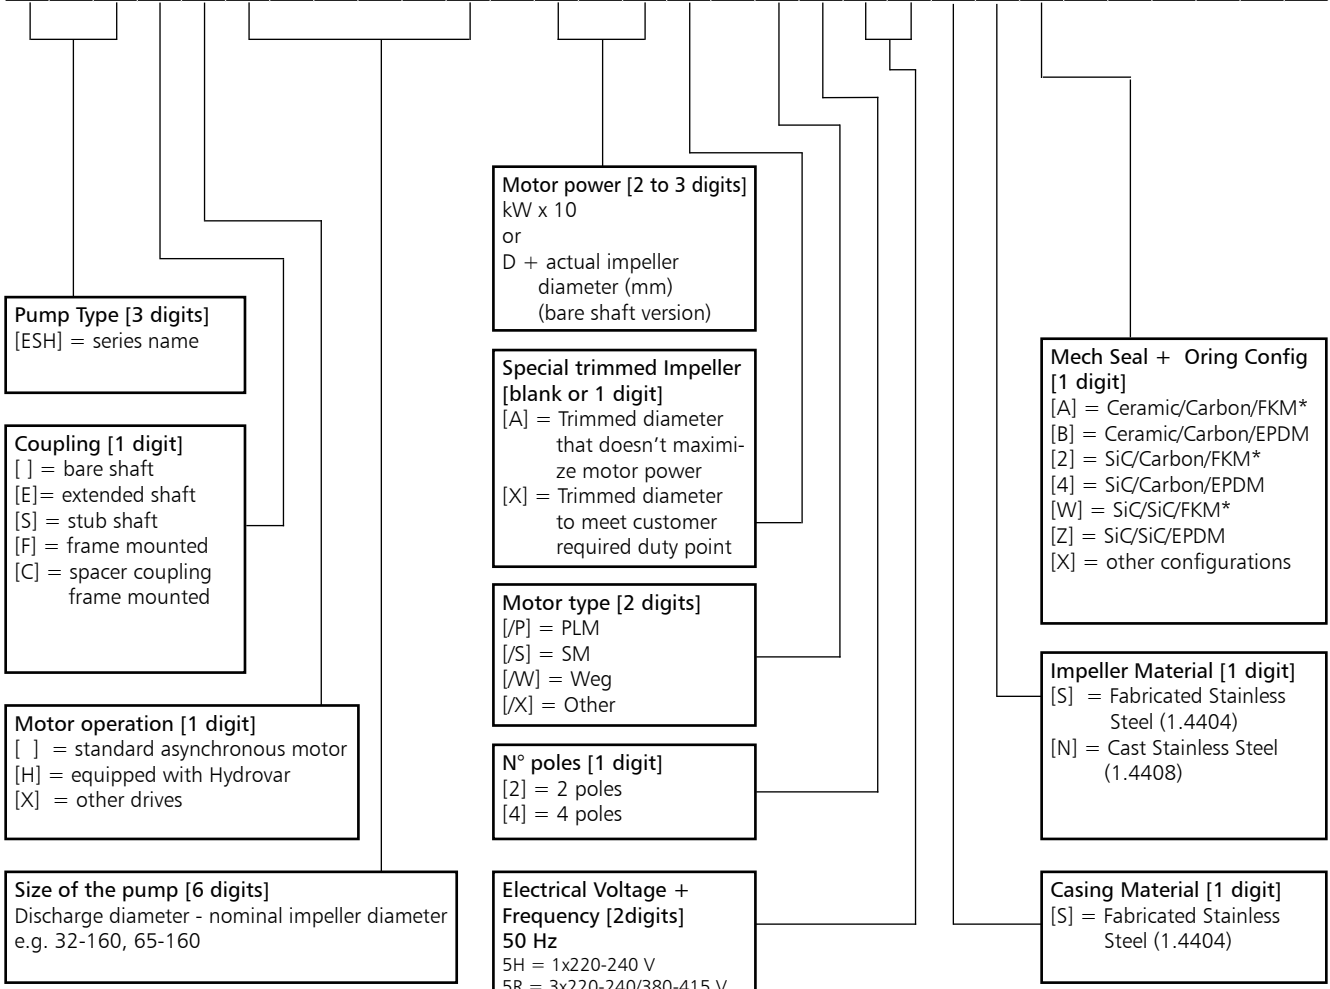 Pump Type [3 digits]
[ESH] = series name
Coupling [1 digit]
[ ] = bare shaft
[E]= extended shaft
[S] = stub shaft
[F] = frame mounted
[C] = spacer coupling
frame mounted
Motor operation [1 digit]
[ ] = standard asynchronous motor
[H] = equipped with Hydrovar
[X] = other drives
Size of the pump [6 digits]
Discharge diameter - nominal impeller diameter
e.g. 32-160, 65-160
Motor power [2 to 3 digits]
kW x 10
or
D + actual impeller
diameter (mm)
(bare shaft version)
Special trimmed Impeller
[blank or 1 digit]
[A] = Trimmed diameter
that doesn't maximi-
ze motor power
[X] = Trimmed diameter
to meet customer
required duty point
Motor type [2 digits]
[/P] = PLM
[/S] = SM
[/W] = Weg
[/X] = Other
N° poles [1 digit]
[2] = 2 poles
[4] = 4 poles
Electrical Voltage +
Frequency [2digits]
50 Hz
5H = 1x220-240 V
5R = 3x220-240/380-415 V
Mech Seal + Oring Config
[1 digit]
[A] = Ceramic/Carbon/FKM*
[B] = Ceramic/Carbon/EPDM
[2] = SiC/Carbon/FKM*
[4] = SiC/Carbon/EPDM
[W] = SiC/SiC/FKM*
[Z] = SiC/SiC/EPDM
[X] = other configurations
Impeller Material [1 digit]
[S] = Fabricated Stainless
Steel (1.4404)
[N] = Cast Stainless Steel
(1.4408)
Casing Material [1 digit]
[S] = Fabricated Stainless
Steel (1.4404)